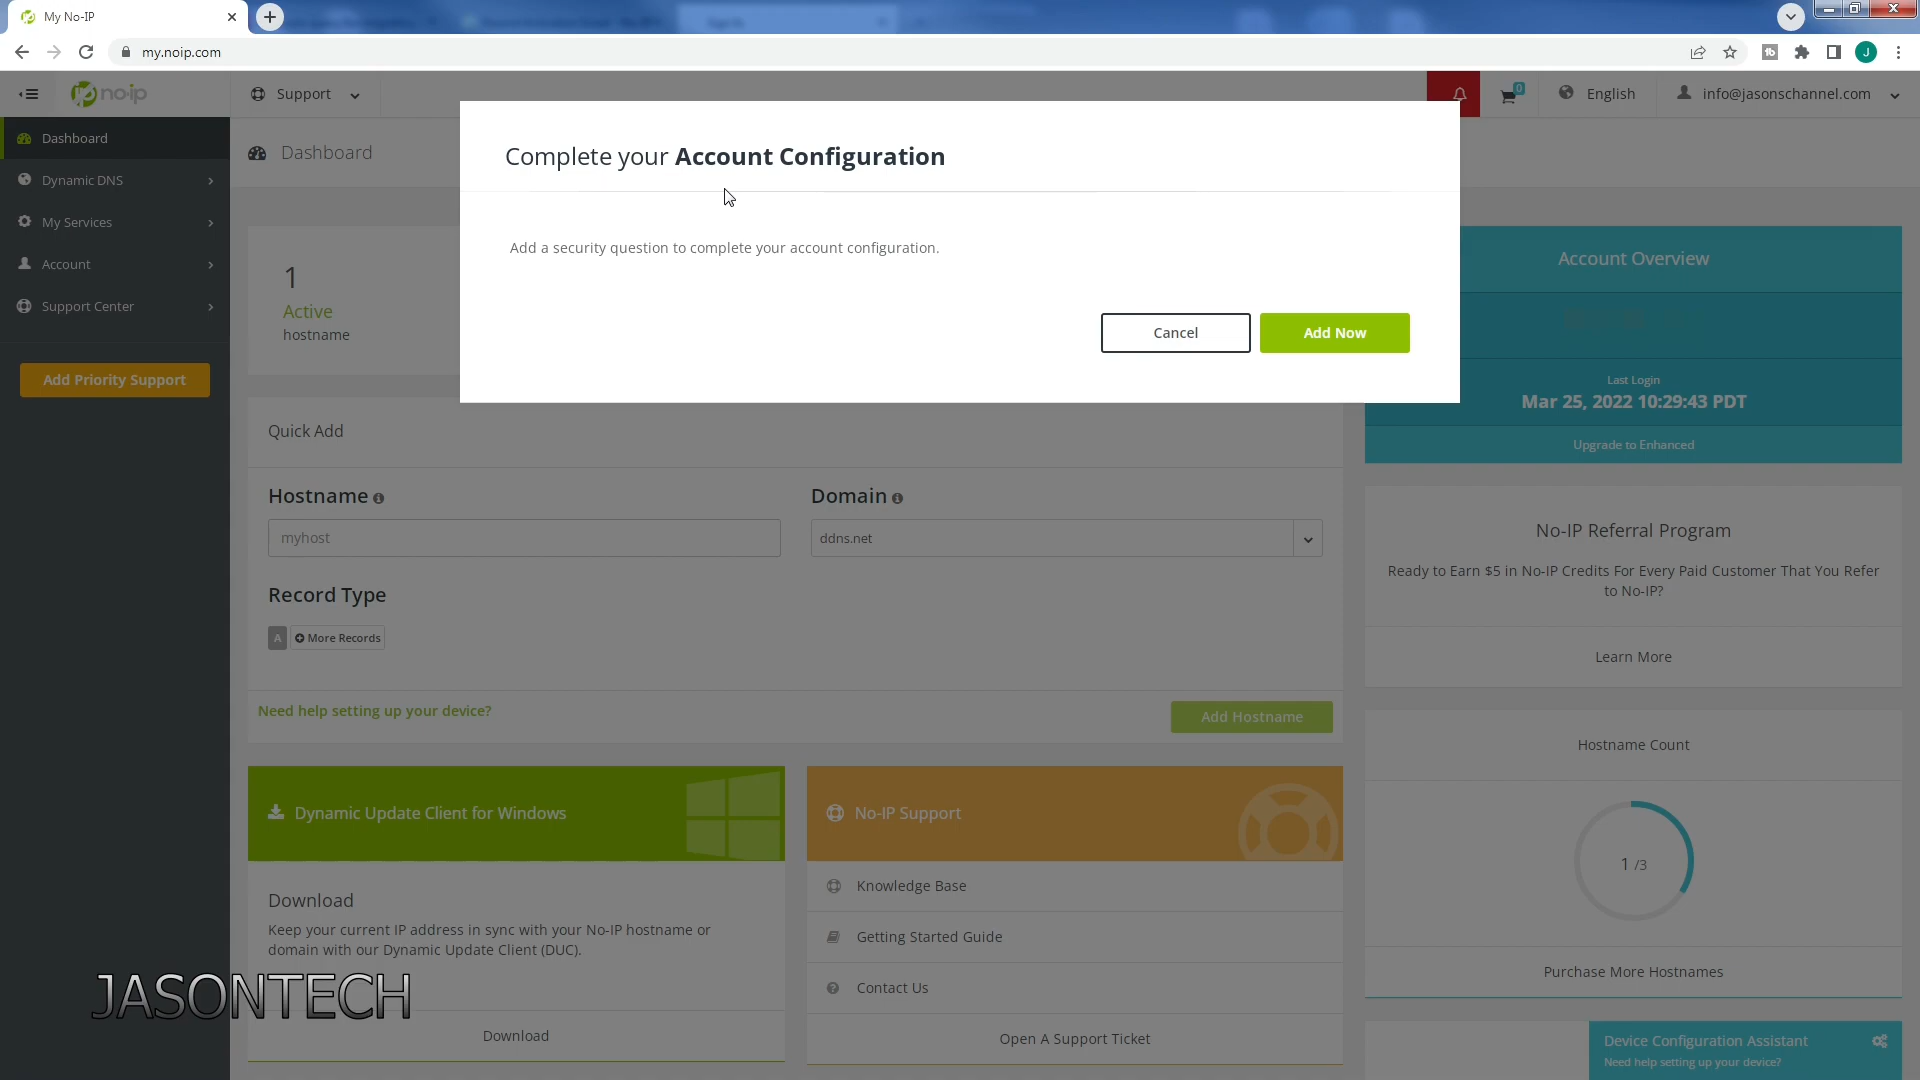 My No-IP
my.noip.com
tb
J
no-ip
Support
0
English
info@jasonschannel.com
Dashboard
Dynamic DNS
My Services
Account
Support Center
Add Priority Support
Dashboard
Complete your Account Configuration
Add a security question to complete your account configuration.
Cancel
Add Now
1
Active
hostname
Account Overview
Last Login
Mar 25, 2022 10:29:43 PDT
Upgrade to Enhanced
Quick Add
Hostname
Domain
myhost
ddns.net
Record Type
A
More Records
Need help setting up your device?
Add Hostname
No-IP Referral Program
Ready to Earn $5 in No-IP Credits For Every Paid Customer That You Refer
to No-IP?
Learn More
Hostname Count
1 /3
Purchase More Hostnames
Dynamic Update Client for Windows
Download
Keep your current IP address in sync with your No-IP hostname or
domain with our Dynamic Update Client (DUC).
Download
No-IP Support
Knowledge Base
Getting Started Guide
Contact Us
Open A Support Ticket
Device Configuration Assistant
Need help setting up your device?
JASONTECH